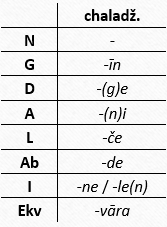 chaladž.
N -
G -īn
D -(g)e
A -(n)i
L -če
Ab -de
I -ne / -le(n)
Ekv -vāra